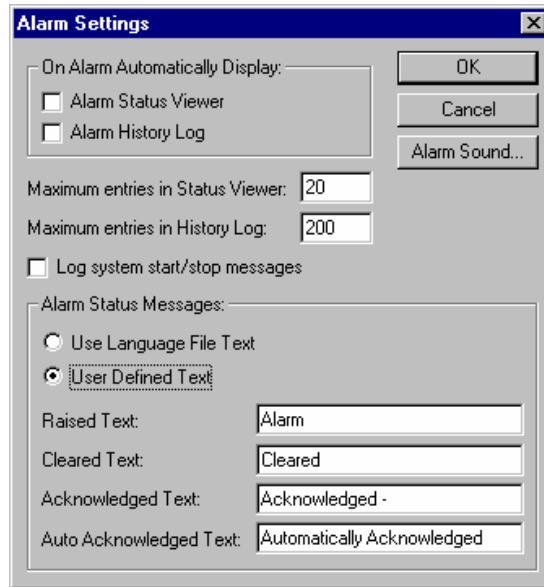 Alarm Settings
On Alarm Automatically Display:
Alarm Status Viewer
Alarm History Log
OK
Cancel
Alarm Sound...
Maximum entries in Status Viewer: 20
Maximum entries in History Log: 200
Log system start/stop messages
Alarm Status Messages:
Use Language File Text
User Defined Text
Raised Text: Alarm
Cleared Text: Cleared
Acknowledged Text: Acknowledged -
Auto Acknowledged Text: Automatically Acknowledged